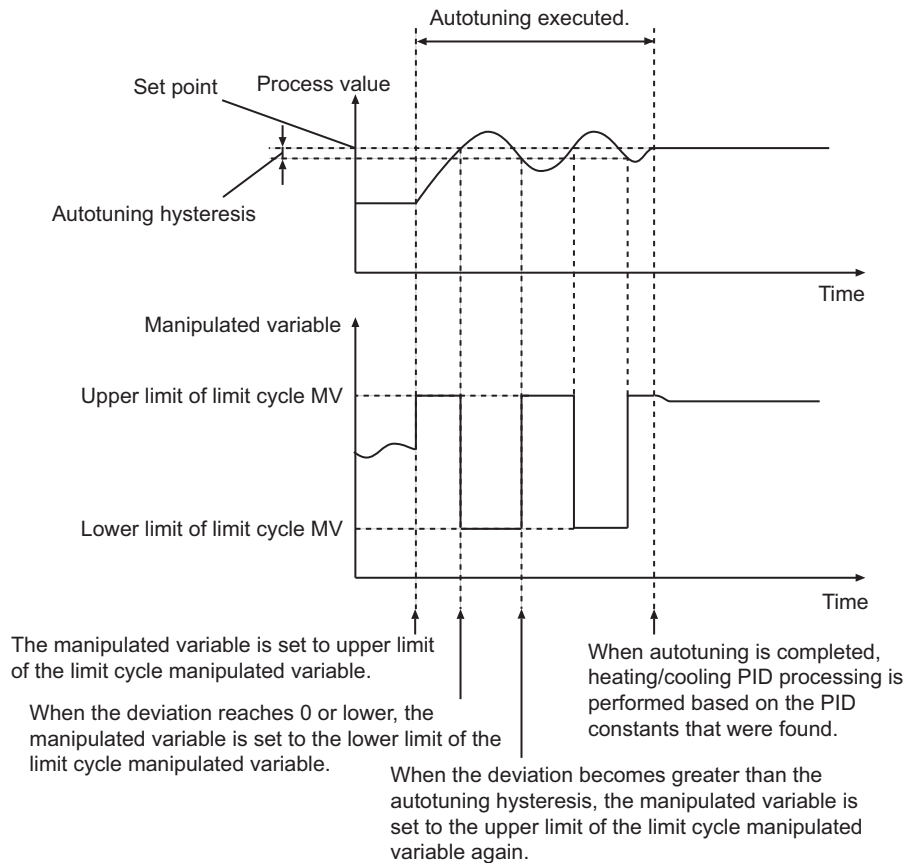 Autotuning executed.
Set point
Process value
Autotuning hysteresis
Time
Manipulated variable
Upper limit of limit cycle MV
Lower limit of limit cycle MV
Time
The manipulated variable is set to upper limit
of the limit cycle manipulated variable.
When the deviation reaches 0 or lower, the
manipulated variable is set to the lower limit of the
limit cycle manipulated variable.
When the deviation becomes greater than the
autotuning hysteresis, the manipulated variable is
set to the upper limit of the limit cycle manipulated
variable again.
When autotuning is completed,
heating/cooling PID processing is
performed based on the PID
constants that were found.